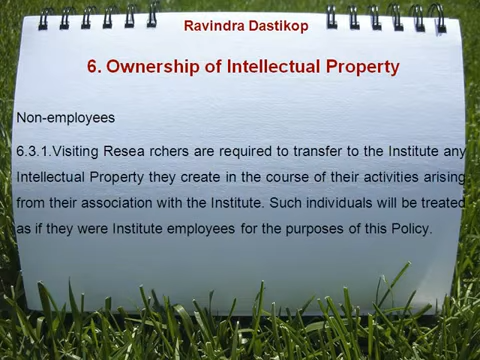 Ravindra Dastikop
6. Ownership of Intellectual Property
Non-employees
6.3.1.Visiting Resea rchers are required to transfer to the Institute any
Intellectual Property they create in the course of their activities arising
from their association with the Institute. Such individuals will be treated
as if they were Institute employees for the purposes of this Policy.